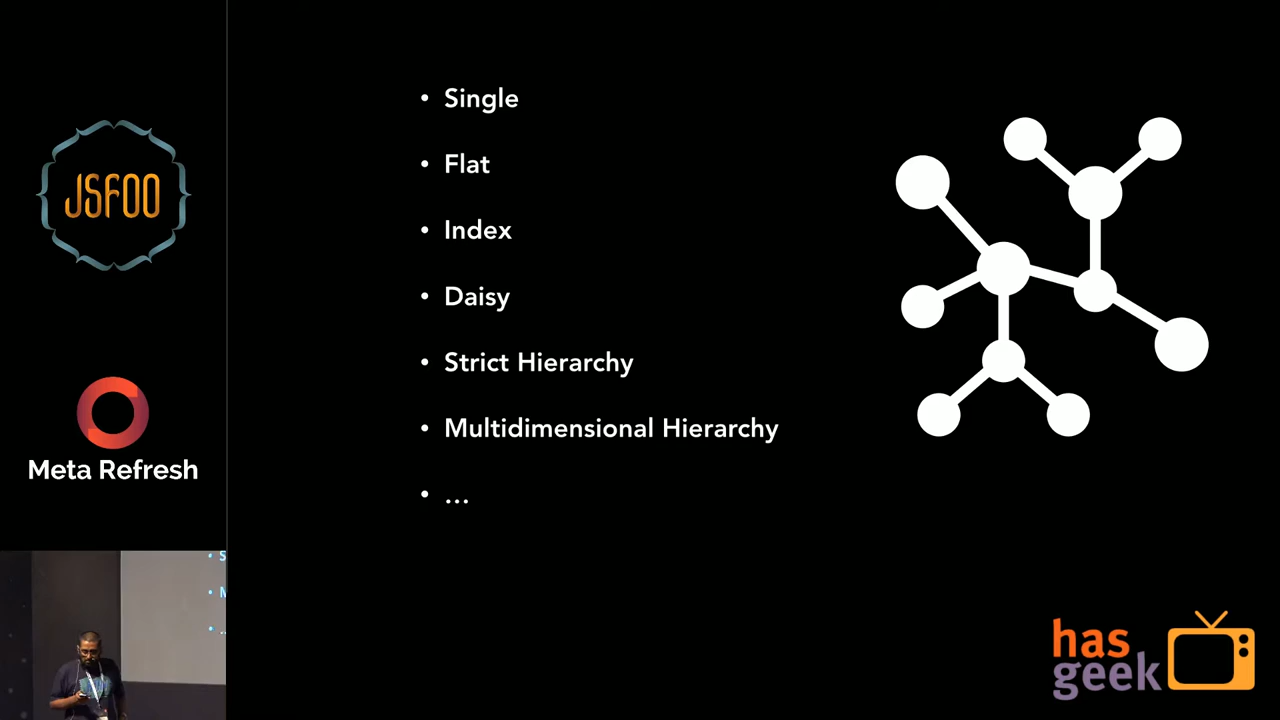 JSFOO
Meta Refresh
• Single
• Flat
• Index
• Daisy
• Strict Hierarchy
• Multidimensional Hierarchy
• ...
• S
• M
• ..
has
geek